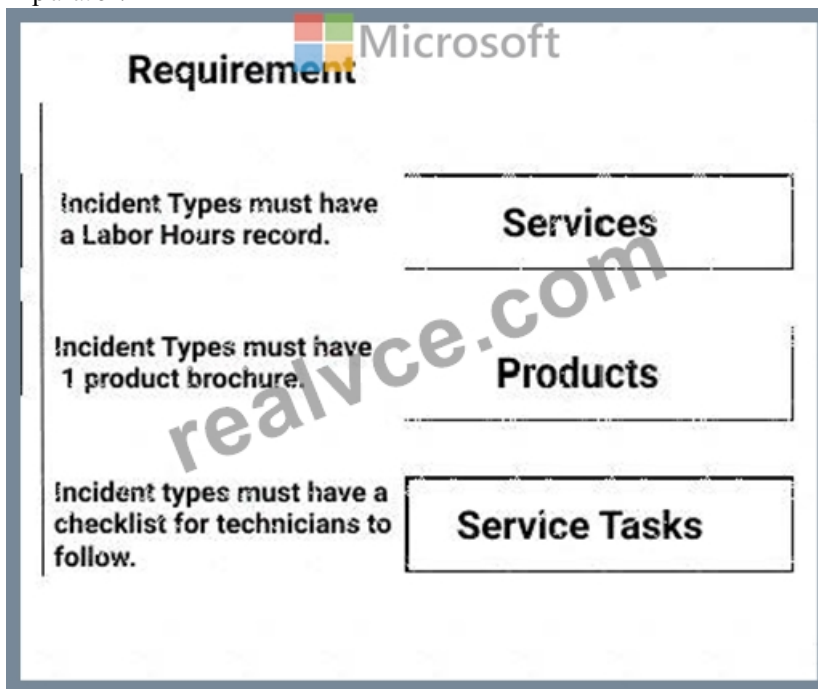 Microsoft
Requirement
Incident Types must have
a Labor Hours record.
Services
Incident Types must have
1 product brochure.
Products
Incident types must have a
checklist for technicians to
follow.
Service Tasks
realvce.com